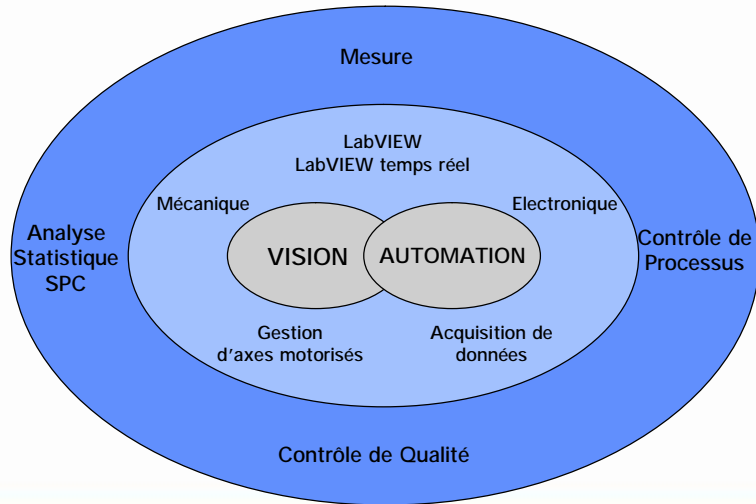 Mesure
LabVIEW
LabVIEW temps réel
Mécanique
Electronique
Analyse
Statistique
SPC
VISION
AUTOMATION
Contrôle de
Processus
Gestion
d'axes motorisés
Acquisition de
données
Contrôle de Qualité